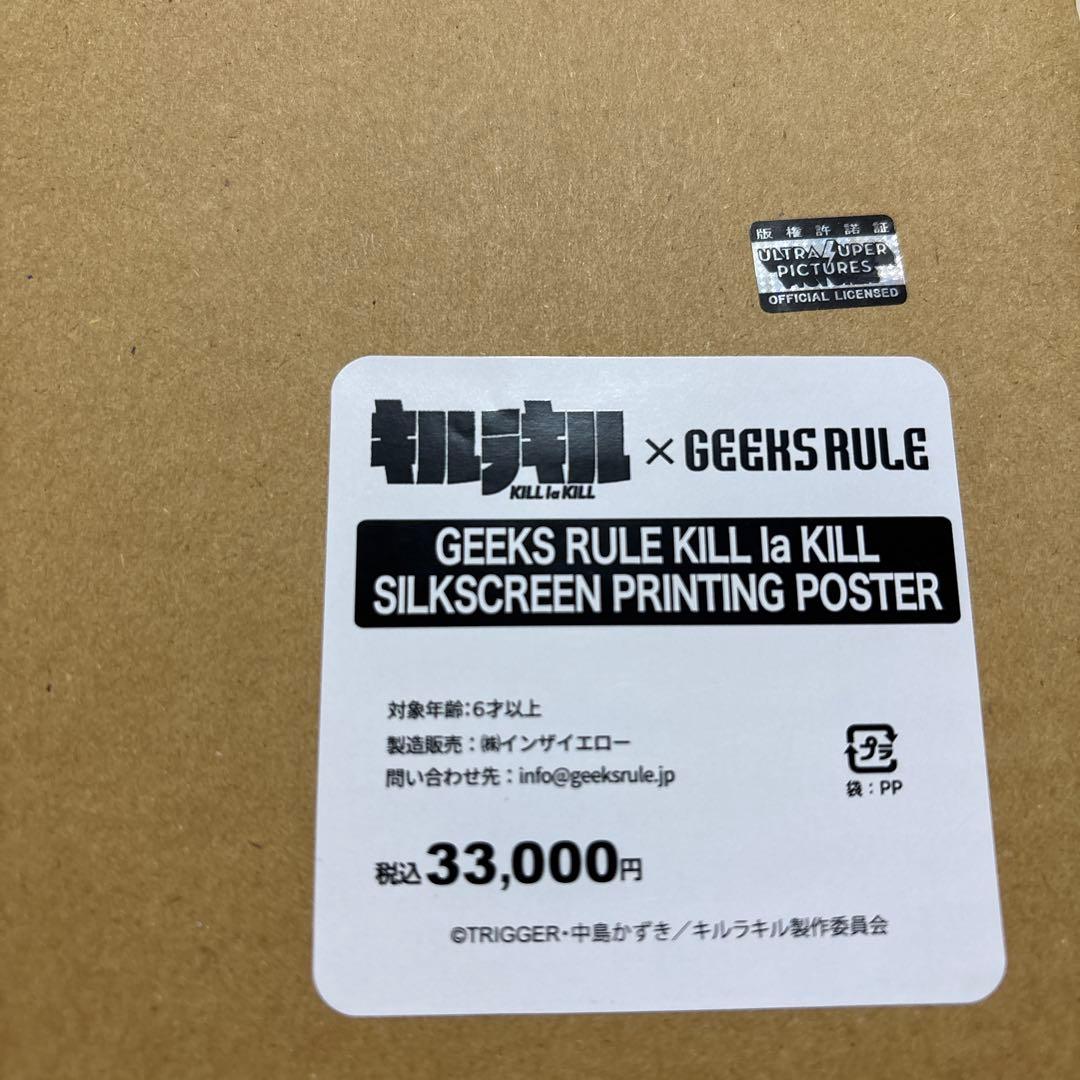 版権許諾証
ULTRA SUPER
PICTURES
OFFICIAL LICENSED
キルラキル × GEEKS RULE
KILL la KILL
GEEKS RULE KILL la KILL
SILKSCREEN PRINTING POSTER
対象年齢:6才以上
製造販売:㈱インザイエロー
問い合わせ先:info@geeksrule.jp
プラ
袋:PP
税込33,000円
©TRIGGER・中島かずき/キルラキル製作委員会